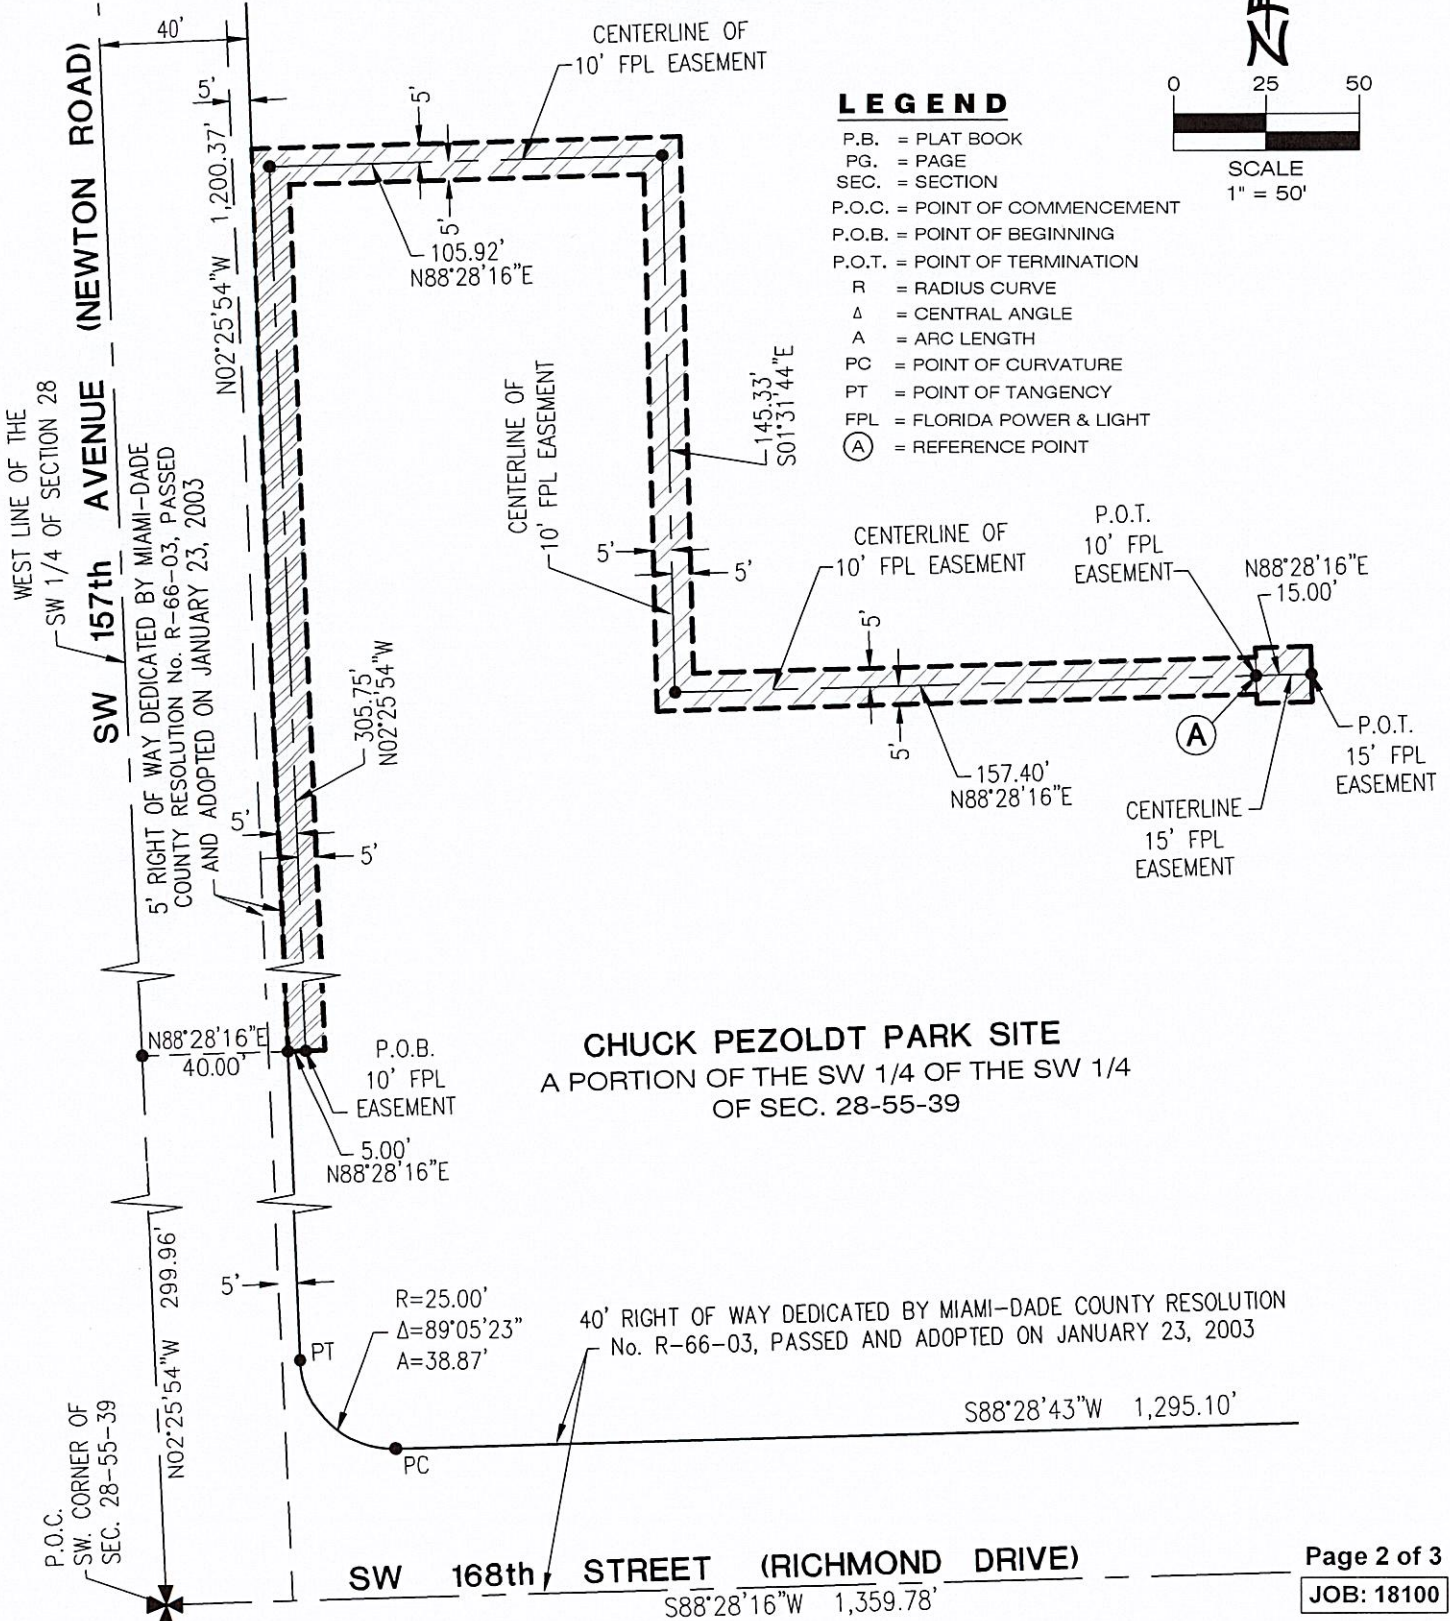 40'
5'
1,200.37'
N02°25'54"W
SW 157th AVENUE (NEWTON ROAD)
WEST LINE OF THE
SW 1/4 OF SECTION 28
5' RIGHT OF WAY DEDICATED BY MIAMI-DADE
COUNTY RESOLUTION No. R-66-03, PASSED
AND ADOPTED ON JANUARY 23, 2003
CENTERLINE OF
10' FPL EASEMENT
5'
5'
105.92'
N88°28'16"E
LEGEND
P.B. = PLAT BOOK
PG. = PAGE
SEC. = SECTION
P.O.C. = POINT OF COMMENCEMENT
P.O.B. = POINT OF BEGINNING
P.O.T. = POINT OF TERMINATION
R = RADIUS CURVE
Δ = CENTRAL ANGLE
A = ARC LENGTH
PC = POINT OF CURVATURE
PT = POINT OF TANGENCY
FPL = FLORIDA POWER & LIGHT
A = REFERENCE POINT
0 25 50
SCALE
1" = 50'
145.33'
S01°31'44"E
CENTERLINE OF
10' FPL EASEMENT
5'
5'
CENTERLINE OF
10' FPL EASEMENT
P.O.T.
10' FPL
EASEMENT
N88°28'16"E
15.00'
5'
5'
157.40'
N88°28'16"E
A
P.O.T.
15' FPL
EASEMENT
CENTERLINE
15' FPL
EASEMENT
305.75'
N02°25'54"W
5'
5'
N88°28'16"E
40.00'
P.O.B.
10' FPL
EASEMENT
5.00'
N88°28'16"E
CHUCK PEZOLDT PARK SITE
A PORTION OF THE SW 1/4 OF THE SW 1/4
OF SEC. 28-55-39
N02°25'54"W 299.96'
5'
R=25.00'
Δ=89°05'23"
A=38.87'
PT
PC
40' RIGHT OF WAY DEDICATED BY MIAMI-DADE COUNTY RESOLUTION
No. R-66-03, PASSED AND ADOPTED ON JANUARY 23, 2003
S88°28'43"W 1,295.10'
P.O.C.
SW. CORNER OF
SEC. 28-55-39
SW 168th STREET (RICHMOND DRIVE)
S88°28'16"W 1,359.78'
Page 2 of 3
JOB: 18100